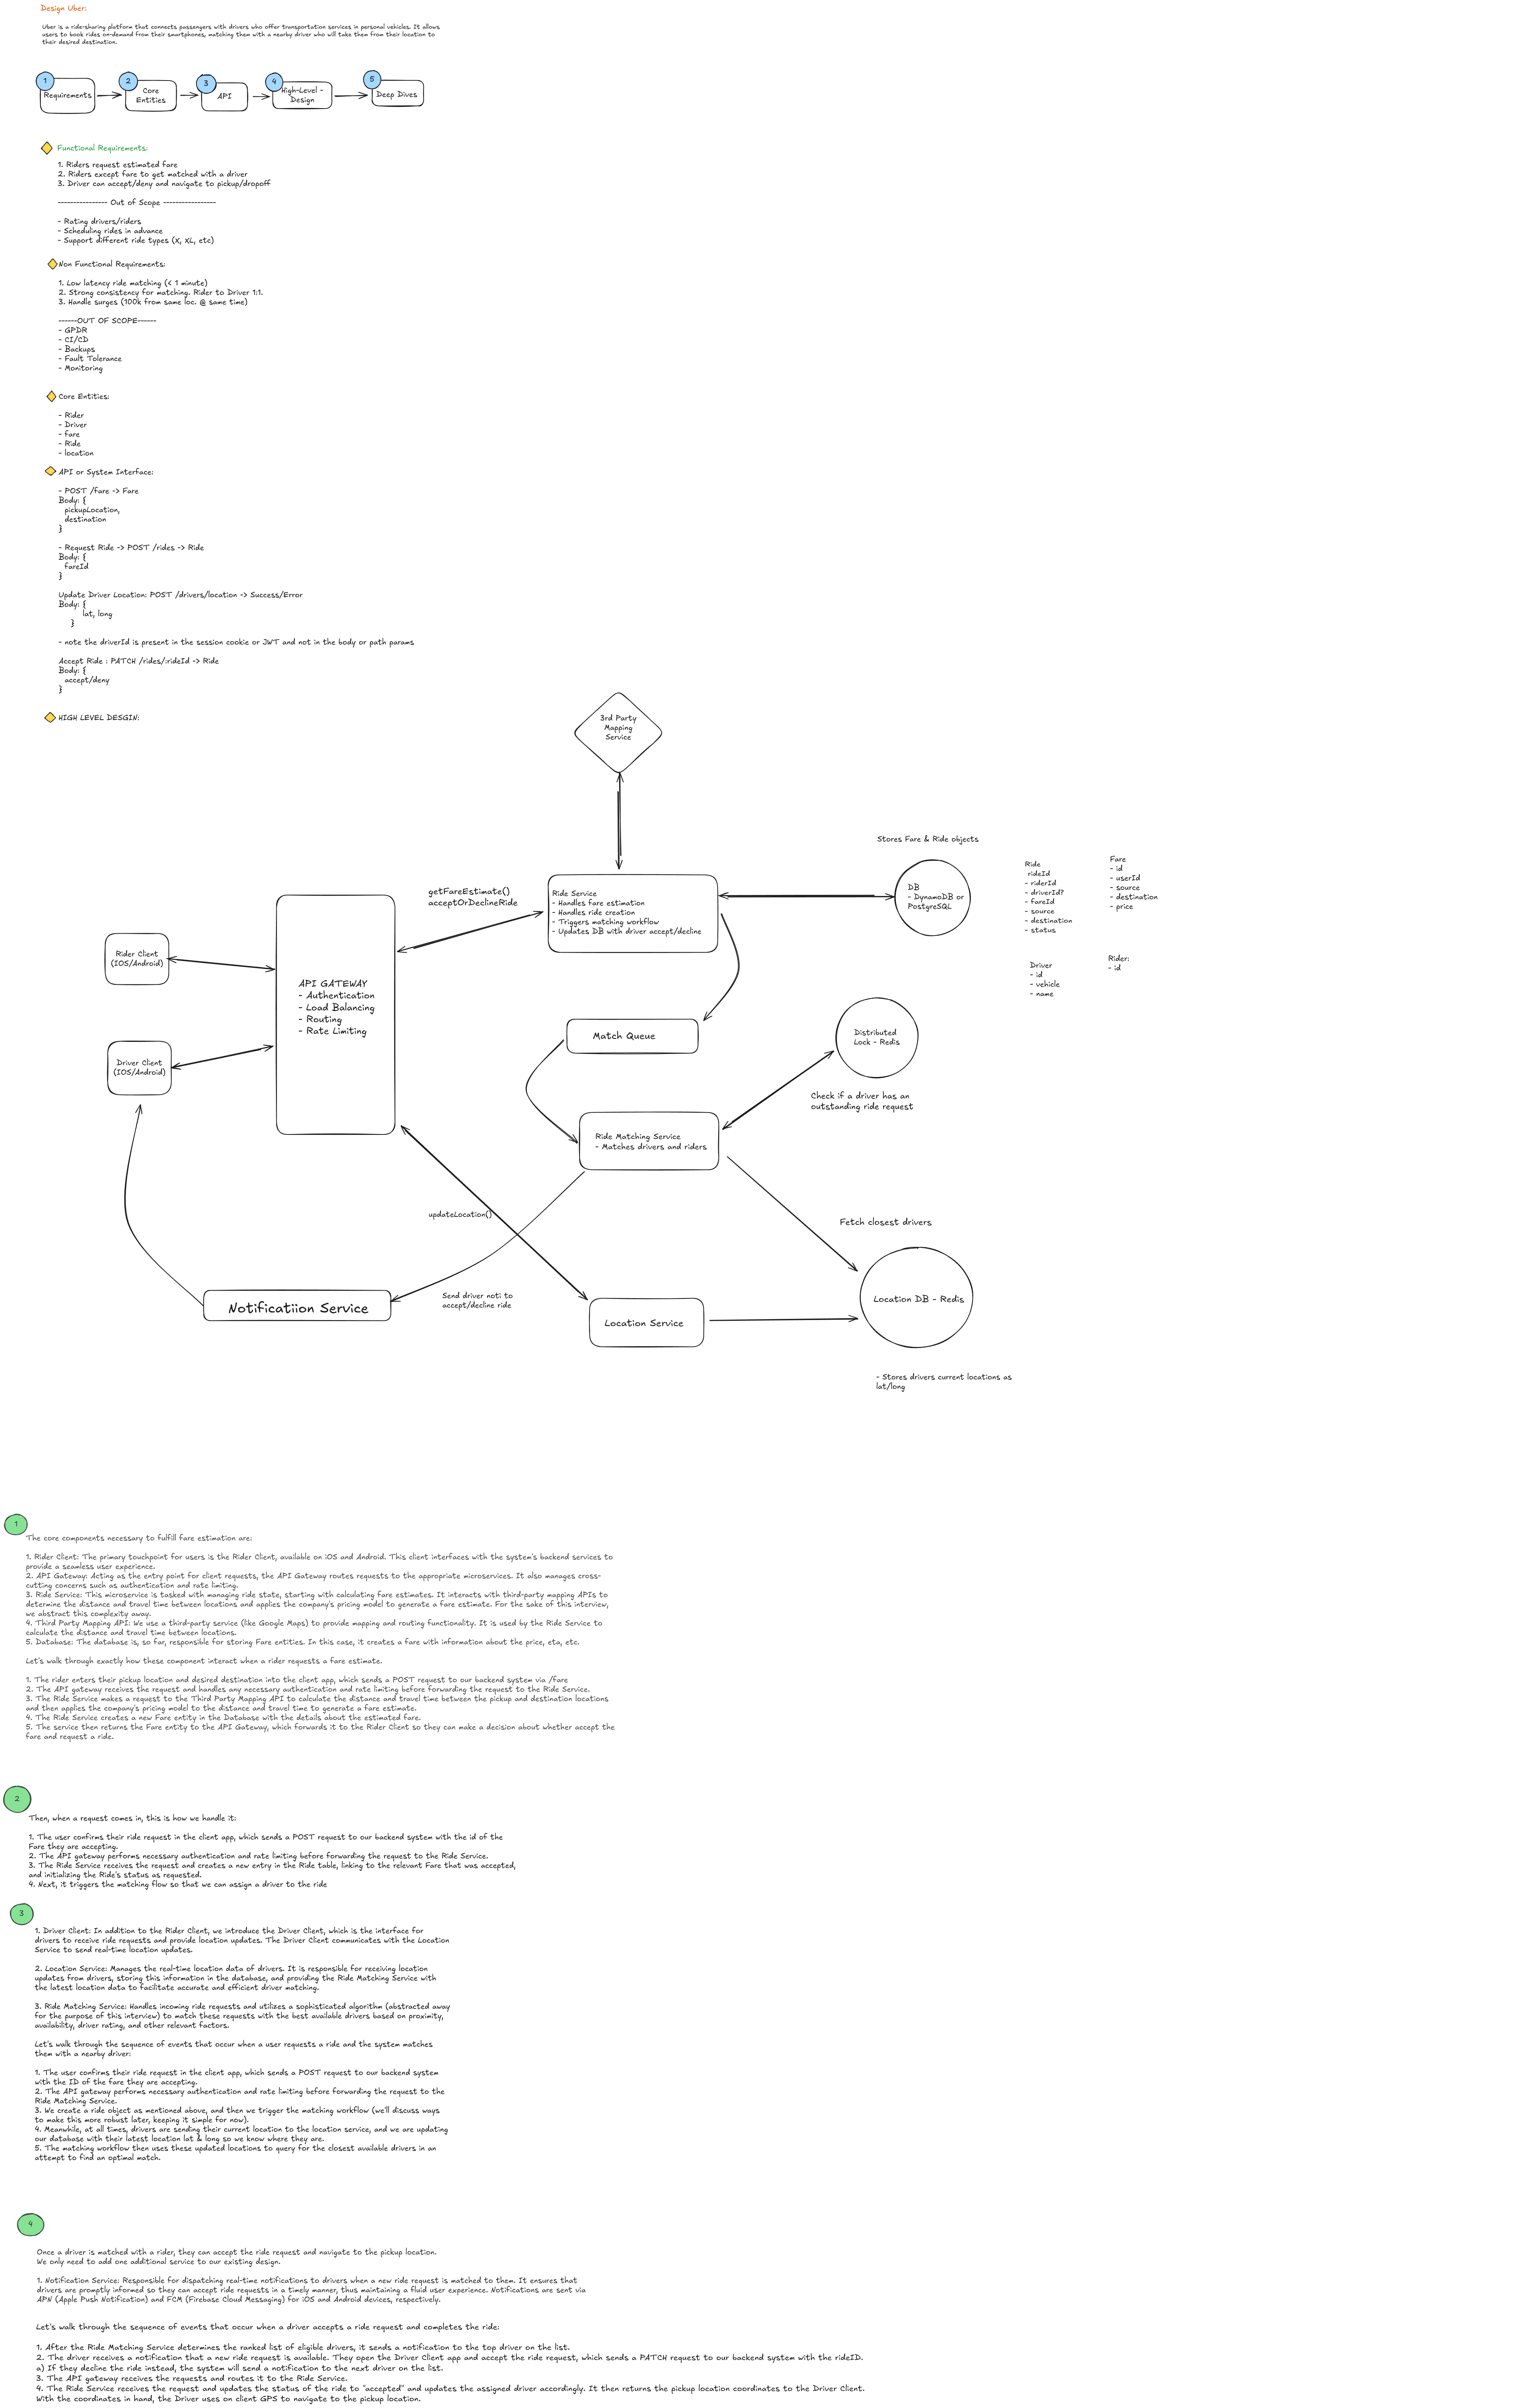 Design Uber:
Uber is a ride-sharing platform that connects passengers with drivers who offer transportation services in personal vehicles. It allows
users to book rides on-demand from their smartphones, matching them with a nearby driver who will take them from their location to
their desired destination.
1
2
3
4
5
Requirements
Core
Entities
API
High-Level -
Design
Deep Dives
Functional Requirements:
1. Riders request estimated fare
2. Riders except fare to get matched with a driver
3. Driver can accept/deny and navigate to pickup/dropoff
---------------- Out of Scope -----------------
- Rating drivers/riders
- Scheduling rides in advance
- Support different ride types (X, XL, etc)
Non Functional Requirements:
1. Low latency ride matching (< 1 minute)
2. Strong consistency for matching. Rider to Driver 1:1.
3. Handle surges (100k from same loc. @ same time)
------OUT OF SCOPE------
- GPDR
- CI/CD
- Backups
- Fault Tolerance
- Monitoring
Core Entities:
- Rider
- Driver
- fare
- Ride
- location
API or System Interface:
- POST /fare -> Fare
Body: {
pickupLocation,
destination
}
- Request Ride -> POST /rides -> Ride
Body: {
fareId
}
Update Driver Location: POST /drivers/location -> Success/Error
Body: {
lat, long
}
- note the driverId is present in the session cookie or JWT and not in the body or path params
Accept Ride : PATCH /rides/:rideId -> Ride
Body: {
accept/deny
}
HIGH LEVEL DESGIN:
3rd Party
Mapping
Service
Stores Fare & Ride objects
Ride
rideId
- riderId
- driverId?
- fareId
- source
- destination
- status
Fare
- id
- userId
- source
- destination
- price
getFareEstimate()
acceptOrDeclineRide
Ride Service
- Handles fare estimation
- Handles ride creation
- Triggers matching workflow
- Updates DB with driver accept/decline
DB
- DynamoDB or
PostgreSQL
Rider Client
(IOS/Android)
Driver
- id
- vehicle
- name
Rider:
- id
API GATEWAY
- Authentication
- Load Balancing
- Routing
- Rate Limiting
Match Queue
Distributed
Lock - Redis
Driver Client
(IOS/Android)
Check if a driver has an
outstanding ride request
Ride Matching Service
- Matches drivers and riders
updateLocation()
Fetch closest drivers
Notificatiion Service
Send driver noti to
accept/decline ride
Location Service
Location DB - Redis
- Stores drivers current locations as
lat/long
1
The core components necessary to fulfill fare estimation are:
1. Rider Client: The primary touchpoint for users is the Rider Client, available on iOS and Android. This client interfaces with the system's backend services to
provide a seamless user experience.
2. API Gateway: Acting as the entry point for client requests, the API Gateway routes requests to the appropriate microservices. It also manages cross-
cutting concerns such as authentication and rate limiting.
3. Ride Service: This microservice is tasked with managing ride state, starting with calculating fare estimates. It interacts with third-party mapping APIs to
determine the distance and travel time between locations and applies the company's pricing model to generate a fare estimate. For the sake of this interview,
we abstract this complexity away.
4. Third Party Mapping API: We use a third-party service (like Google Maps) to provide mapping and routing functionality. It is used by the Ride Service to
calculate the distance and travel time between locations.
5. Database: The database is, so far, responsible for storing Fare entities. In this case, it creates a fare with information about the price, eta, etc.
Let's walk through exactly how these component interact when a rider requests a fare estimate.
1. The rider enters their pickup location and desired destination into the client app, which sends a POST request to our backend system via /fare
2. The API gateway receives the request and handles any necessary authentication and rate limiting before forwarding the request to the Ride Service.
3. The Ride Service makes a request to the Third Party Mapping API to calculate the distance and travel time between the pickup and destination locations
and then applies the company's pricing model to the distance and travel time to generate a fare estimate.
4. The Ride Service creates a new Fare entity in the Database with the details about the estimated fare.
5. The service then returns the Fare entity to the API Gateway, which forwards it to the Rider Client so they can make a decision about whether accept the
fare and request a ride.
2
Then, when a request comes in, this is how we handle it:
1. The user confirms their ride request in the client app, which sends a POST request to our backend system with the id of the
Fare they are accepting.
2. The API gateway performs necessary authentication and rate limiting before forwarding the request to the Ride Service.
3. The Ride Service receives the request and creates a new entry in the Ride table, linking to the relevant Fare that was accepted,
and initializing the Ride's status as requested.
4. Next, it triggers the matching flow so that we can assign a driver to the ride
3
1. Driver Client: In addition to the Rider Client, we introduce the Driver Client, which is the interface for
drivers to receive ride requests and provide location updates. The Driver Client communicates with the Location
Service to send real-time location updates.
2. Location Service: Manages the real-time location data of drivers. It is responsible for receiving location
updates from drivers, storing this information in the database, and providing the Ride Matching Service with
the latest location data to facilitate accurate and efficient driver matching.
3. Ride Matching Service: Handles incoming ride requests and utilizes a sophisticated algorithm (abstracted away
for the purpose of this interview) to match these requests with the best available drivers based on proximity,
availability, driver rating, and other relevant factors.
Let's walk through the sequence of events that occur when a user requests a ride and the system matches
them with a nearby driver:
1. The user confirms their ride request in the client app, which sends a POST request to our backend system
with the ID of the fare they are accepting.
2. The API gateway performs necessary authentication and rate limiting before forwarding the request to the
Ride Matching Service.
3. We create a ride object as mentioned above, and then we trigger the matching workflow (we'll discuss ways
to make this more robust later, keeping it simple for now).
4. Meanwhile, at all times, drivers are sending their current location to the location service, and we are updating
our database with their latest location lat & long so we know where they are.
5. The matching workflow then uses these updated locations to query for the closest available drivers in an
attempt to find an optimal match.
4
Once a driver is matched with a rider, they can accept the ride request and navigate to the pickup location.
We only need to add one additional service to our existing design.
1. Notification Service: Responsible for dispatching real-time notifications to drivers when a new ride request is matched to them. It ensures that
drivers are promptly informed so they can accept ride requests in a timely manner, thus maintaining a fluid user experience. Notifications are sent via
APN (Apple Push Notification) and FCM (Firebase Cloud Messaging) for iOS and Android devices, respectively.
Let's walk through the sequence of events that occur when a driver accepts a ride request and completes the ride:
1. After the Ride Matching Service determines the ranked list of eligible drivers, it sends a notification to the top driver on the list.
2. The driver receives a notification that a new ride request is available. They open the Driver Client app and accept the ride request, which sends a PATCH request to our backend system with the rideID.
a) If they decline the ride instead, the system will send a notification to the next driver on the list.
3. The API gateway receives the requests and routes it to the Ride Service.
4. The Ride Service receives the request and updates the status of the ride to "accepted" and updates the assigned driver accordingly. It then returns the pickup location coordinates to the Driver Client.
With the coordinates in hand, the Driver uses on client GPS to navigate to the pickup location.